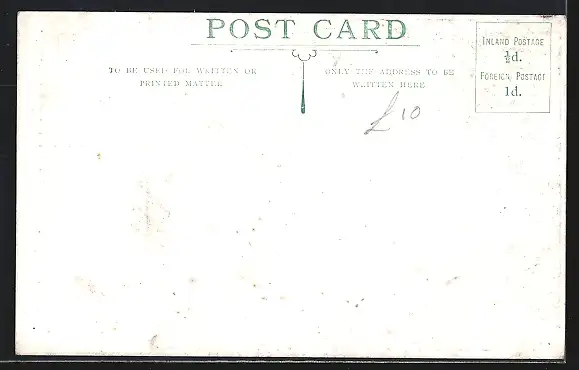 POST CARD
TO BE USED FOR WRITTEN OR
PRINTED MATTER
ONLY THE ADDRESS TO BE
WRITTEN HERE
INLAND POSTAGE
½d.
FOREIGN POSTAGE
1d.
£10